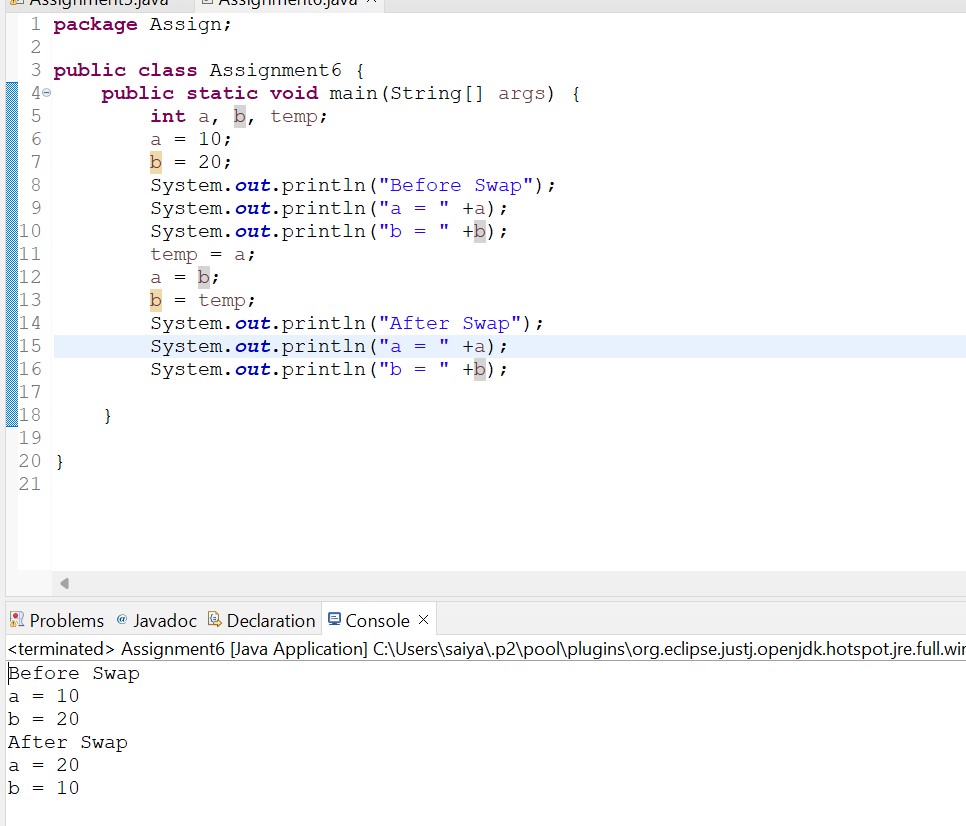 Assignment5.java Assignment6.java
1 package Assign;
2
3 public class Assignment6 {
4 public static void main(String[] args) {
5 int a, b, temp;
6 a = 10;
7 b = 20;
8 System.out.println("Before Swap");
9 System.out.println("a = " +a);
10 System.out.println("b = " +b);
11 temp = a;
12 a = b;
13 b = temp;
14 System.out.println("After Swap");
15 System.out.println("a = " +a);
16 System.out.println("b = " +b);
17
18 }
19
20 }
21
Problems @ Javadoc Declaration Console
<terminated> Assignment6 [Java Application] C:\Users\saiya\.p2\pool\plugins\org.eclipse.justj.openjdk.hotspot.jre.full.wir
Before Swap
a = 10
b = 20
After Swap
a = 20
b = 10